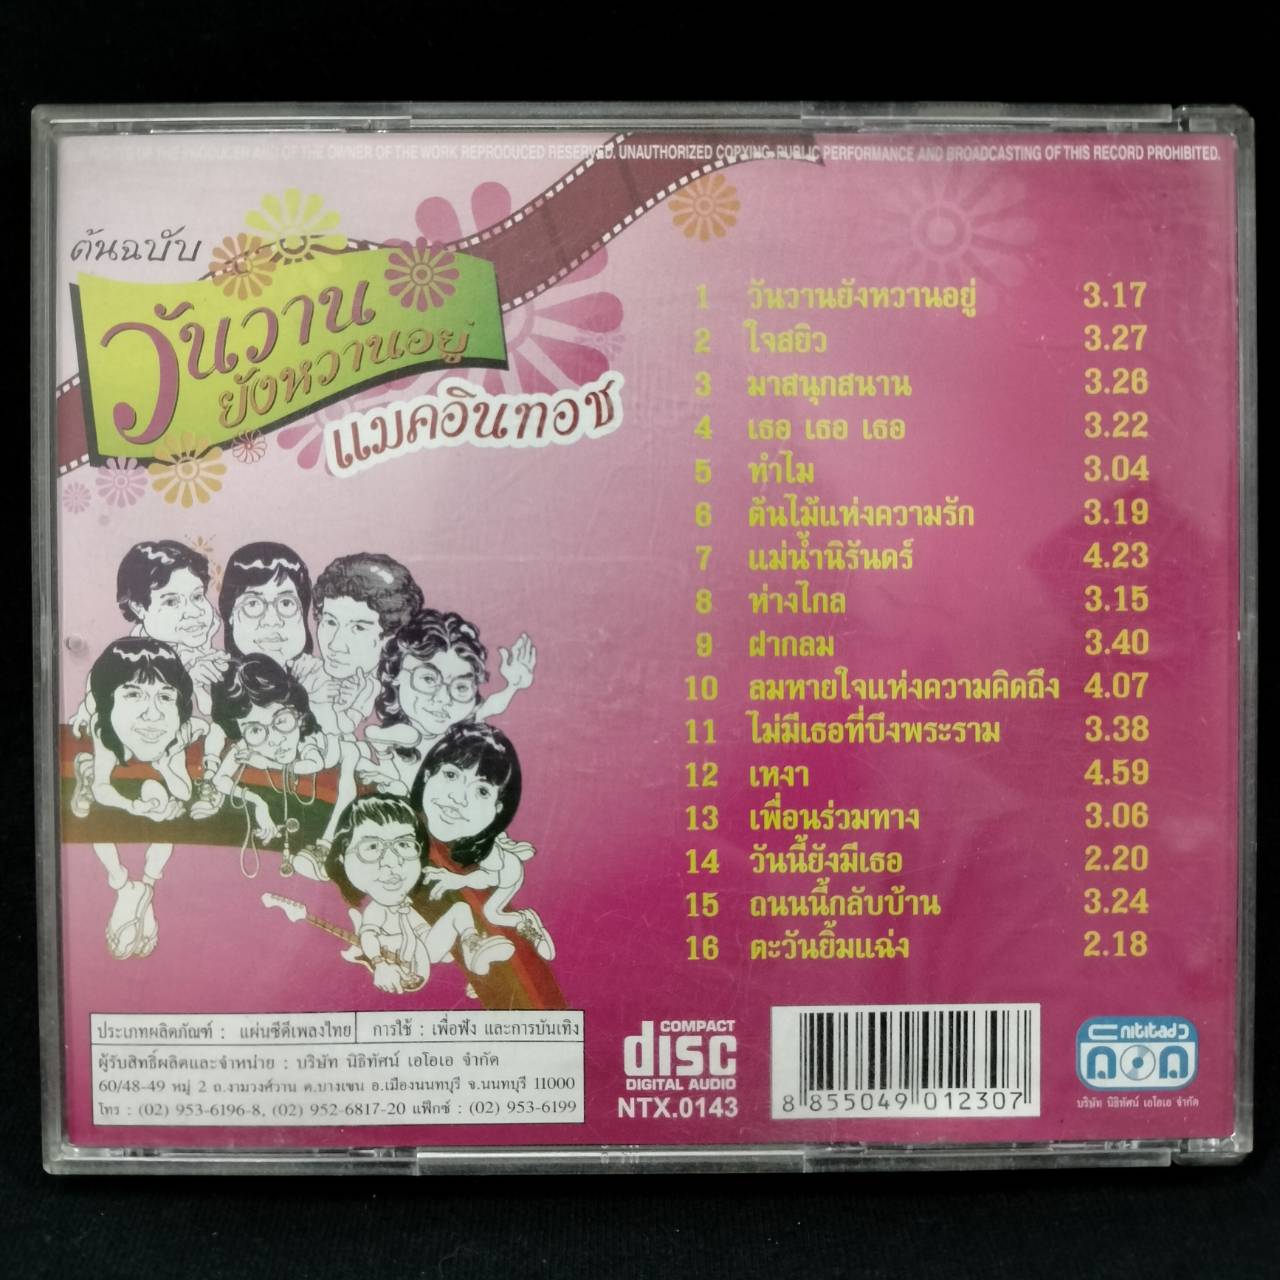 OF THE OWNER OF THE WORK REPRODUCED RESERVED. UNAUTHORIZED COPYING, PUBLIC PERFORMANCE AND BROADCASTING OF THIS RECORD PROHIBITED.
ต้นฉบับ
วันวาน
ยังหวานอยู่
แมคอินทอช
1 วันวานยังหวานอยู่ 3.17
2 ใจสยิว 3.27
3 มาสนุกสนาน 3.26
4 เธอ เธอ เธอ 3.22
5 ทำไม 3.04
6 ต้นไม้แห่งความรัก 3.19
7 แม่น้ำนิรันดร์ 4.23
8 ห่างไกล 3.15
9 ฝากลม 3.40
10 ลมหายใจแห่งความคิดถึง 4.07
11 ไม่มีเธอที่บึงพระราม 3.38
12 เหงา 4.59
13 เพื่อนร่วมทาง 3.06
14 วันนี้ยังมีเธอ 2.20
15 ถนนนี้กลับบ้าน 3.24
16 ตะวันยิ้มแฉ่ง 2.18
ประเภทผลิตภัณฑ์ : แผ่นซีดีเพลงไทย การใช้ : เพื่อฟัง และการบันเทิง
ผู้รับสิทธิ์ผลิตและจำหน่าย : บริษัท นิธิทัศน์ เอโอเอ จำกัด
60/48-49 หมู่ 2 ถ.งามวงศ์วาน ต.บางเขน อ.เมืองนนทบุรี จ.นนทบุรี 11000
โทร : (02) 953-6196-8, (02) 952-6817-20 แฟ็กซ์ : (02) 953-6199
COMPACT
disc
DIGITAL AUDIO
NTX.0143
8 855049 012307
บริษัท นิธิทัศน์ เอโอเอ จำกัด